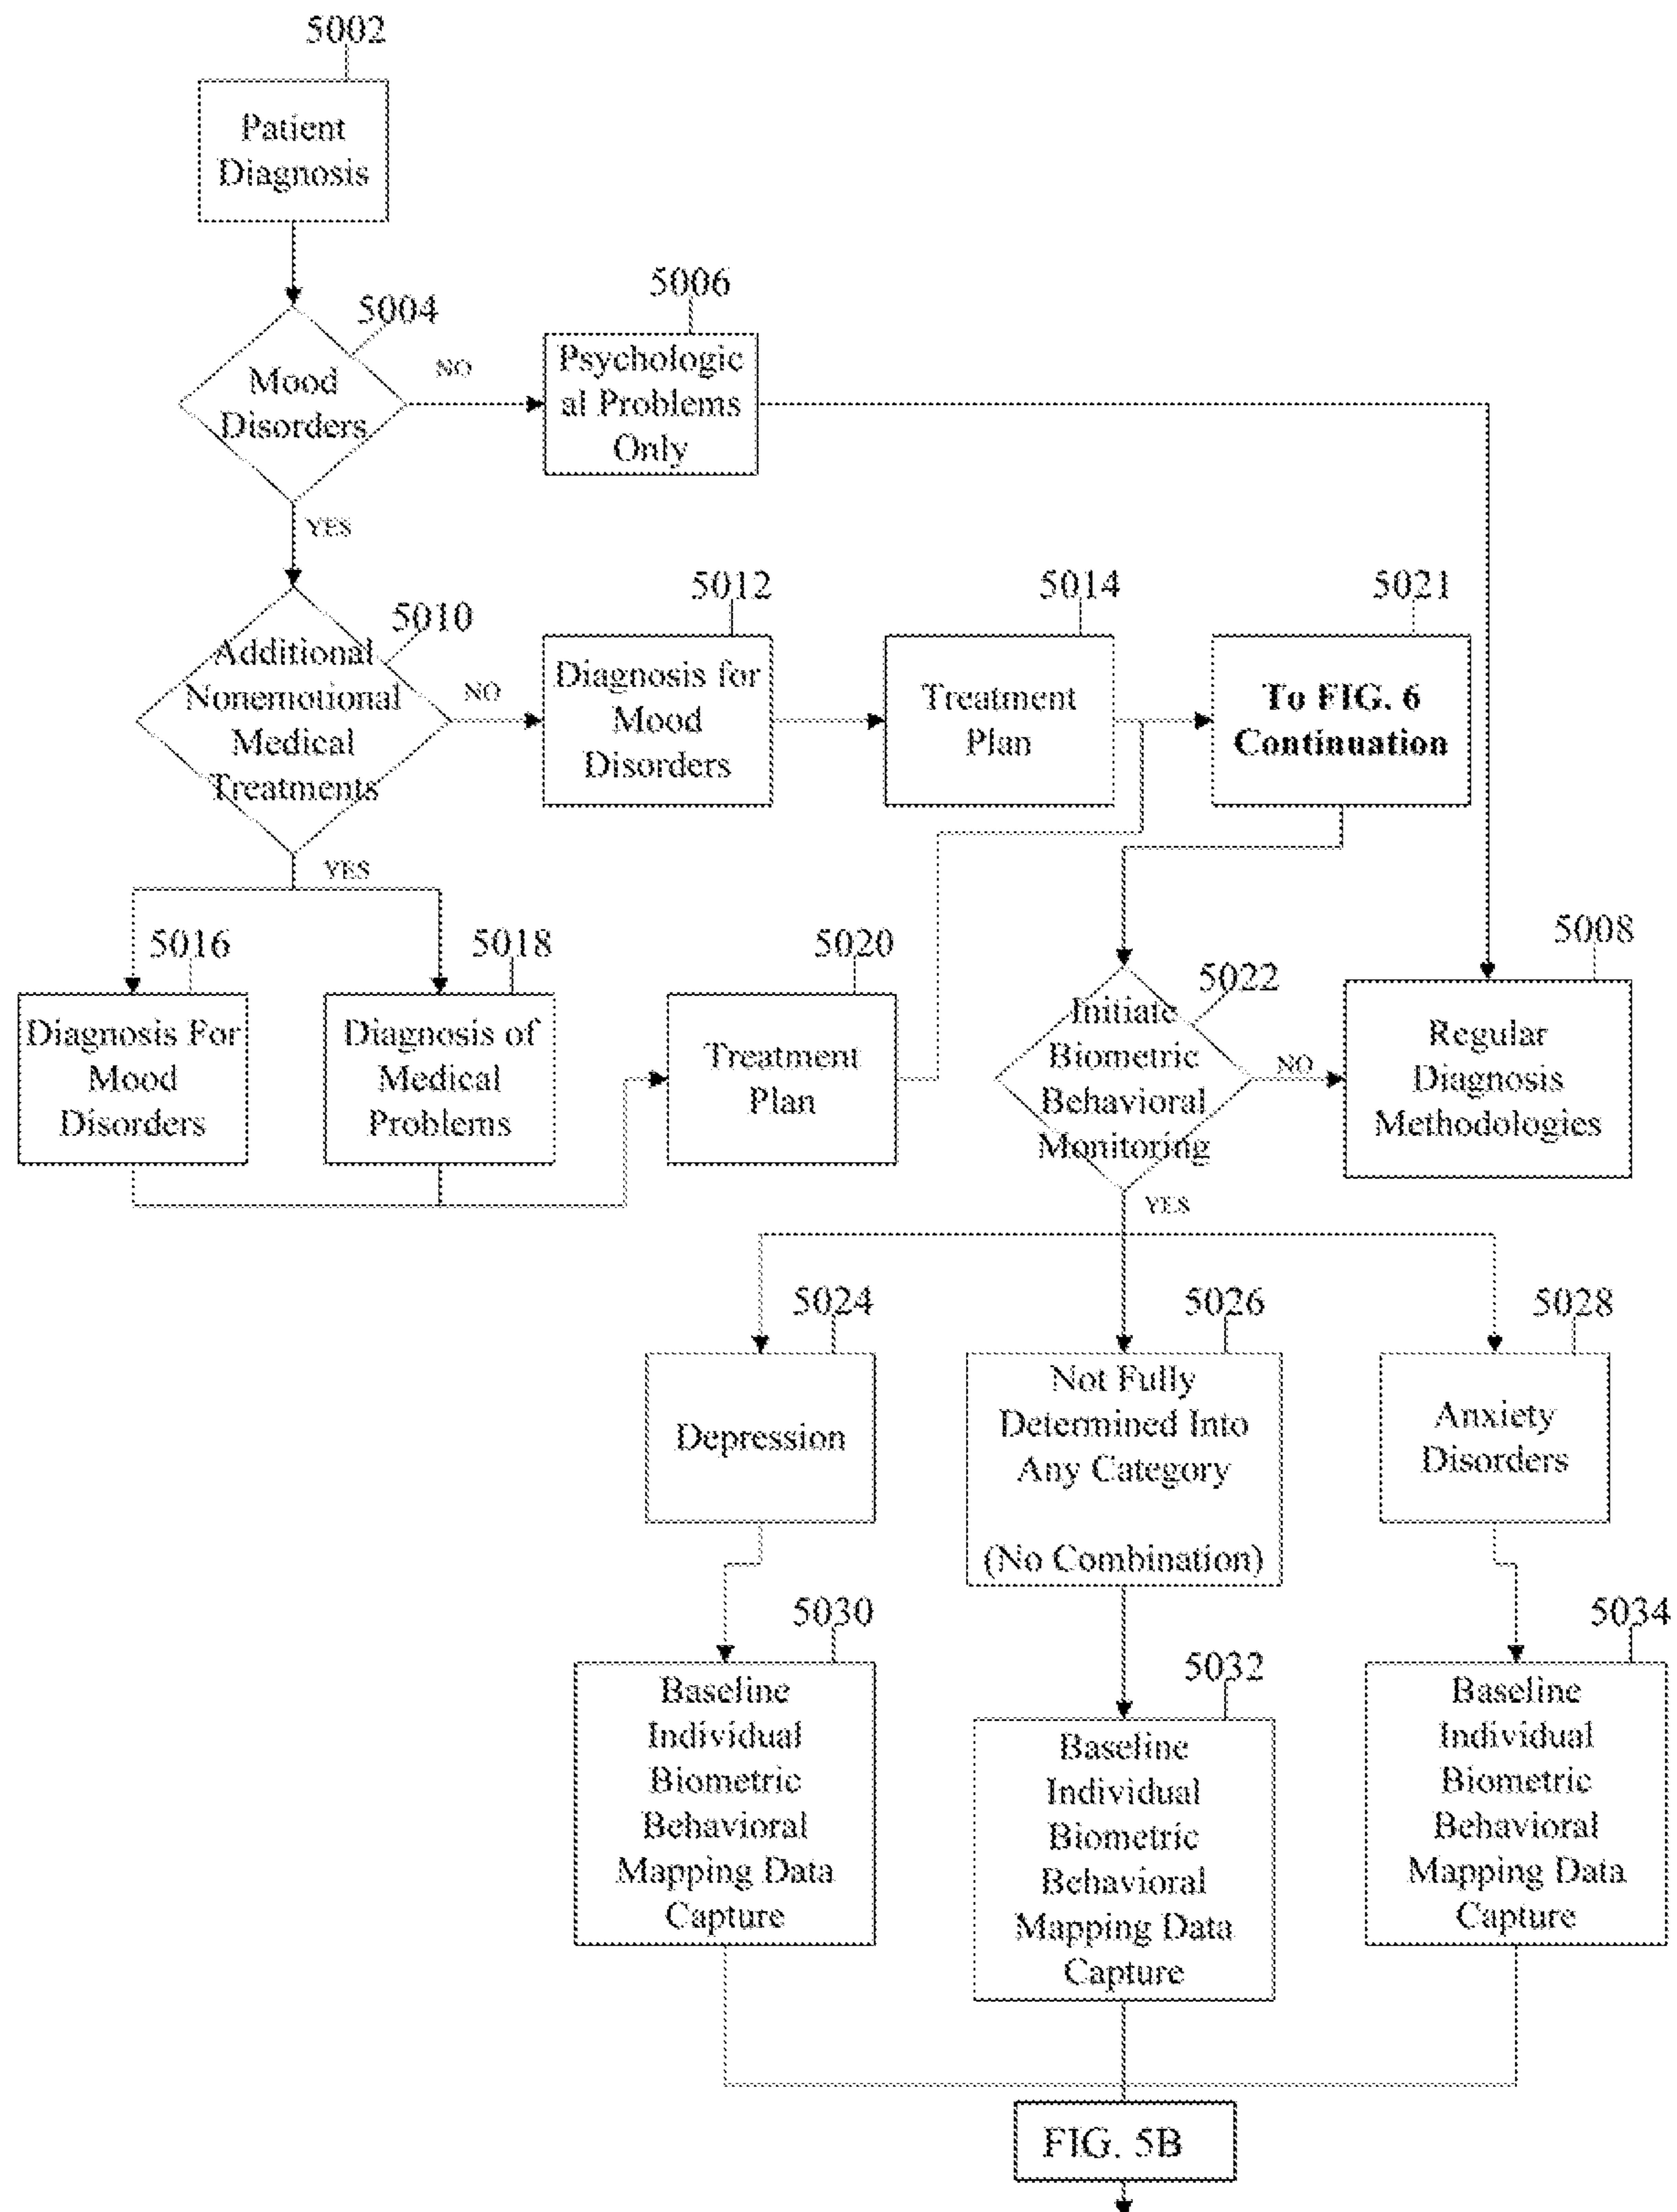 5002
Patient
Diagnosis
5004
Mood
Disorders
NO
5006
Psychologic
al Problems
Only
YES
5010
Additional
Nonemotional
Medical
Treatments
NO
5012
Diagnosis for
Mood
Disorders
5014
Treatment
Plan
5021
To FIG. 6
Continuation
YES
5016
Diagnosis For
Mood
Disorders
5018
Diagnosis of
Medical
Problems
5020
Treatment
Plan
5022
Initiate
Biometric
Behavioral
Monitoring
NO
5008
Regular
Diagnosis
Methodologies
YES
5024
Depression
5026
Not Fully
Determined Into
Any Category
(No Combination)
5028
Anxiety
Disorders
5030
Baseline
Individual
Biometric
Behavioral
Mapping Data
Capture
5032
Baseline
Individual
Biometric
Behavioral
Mapping Data
Capture
5034
Baseline
Individual
Biometric
Behavioral
Mapping Data
Capture
FIG. 5B